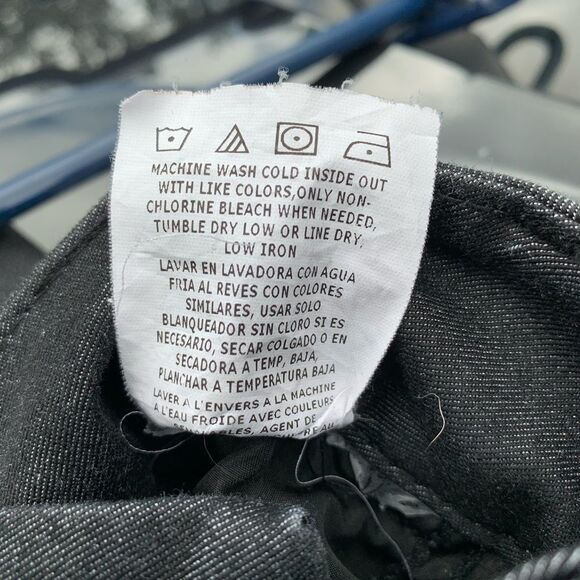 MACHINE WASH COLD INSIDE OUT
WITH LIKE COLORS,ONLY NON-
CHLORINE BLEACH WHEN NEEDED,
TUMBLE DRY LOW OR LINE DRY,
LOW IRON
LAVAR EN LAVADORA CON AGUA
FRIA AL REVES CON COLORES
SIMILARES, USAR SOLO
BLANQUEADOR SIN CLORO SI ES
NECESARIO, SECAR COLGADO O EN
SECADORA A TEMP, BAJA,
PLANCHAR A TEMPERATURA BAJA
LAVER A L'ENVERS A LA MACHINE
A L'EAU FROIDE AVEC COULEURS
AGENT DE